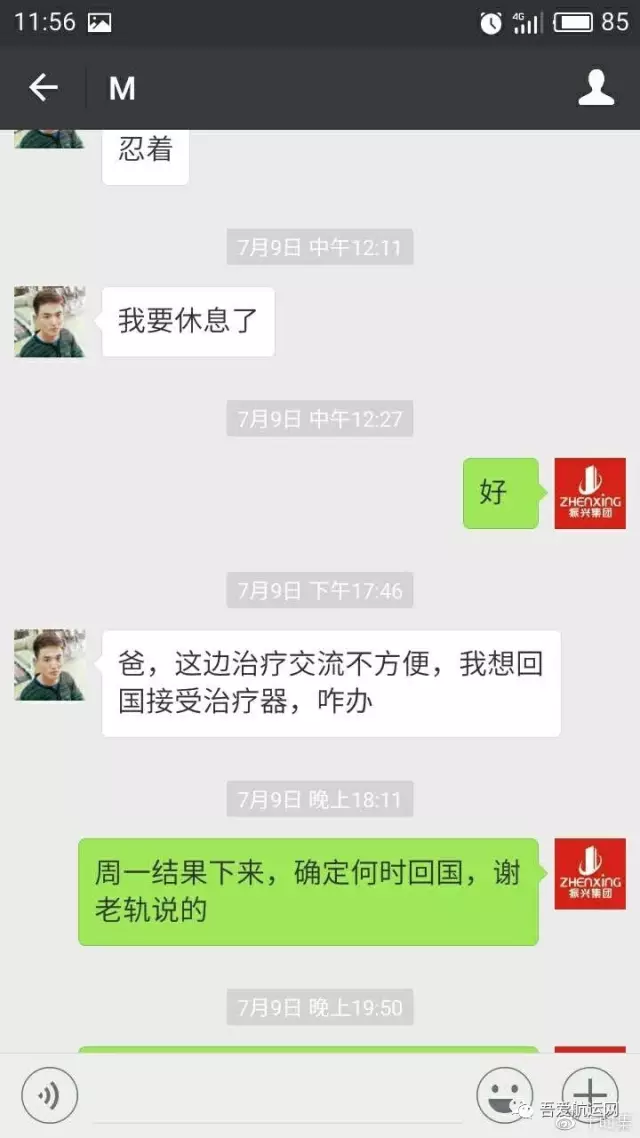 11:56
4G
85
M
忍着
7月9日 中午12:11
我要休息了
7月9日 中午12:27
好
ZHENXING
振兴集团
7月9日 下午17:46
爸，这边治疗交流不方便，我想回
国接受治疗器，咋办
7月9日 晚上18:11
周一结果下来，确定何时回国，谢
老轨说的
ZHENXING
振兴集团
7月9日 晚上19:50
吾爱航运网